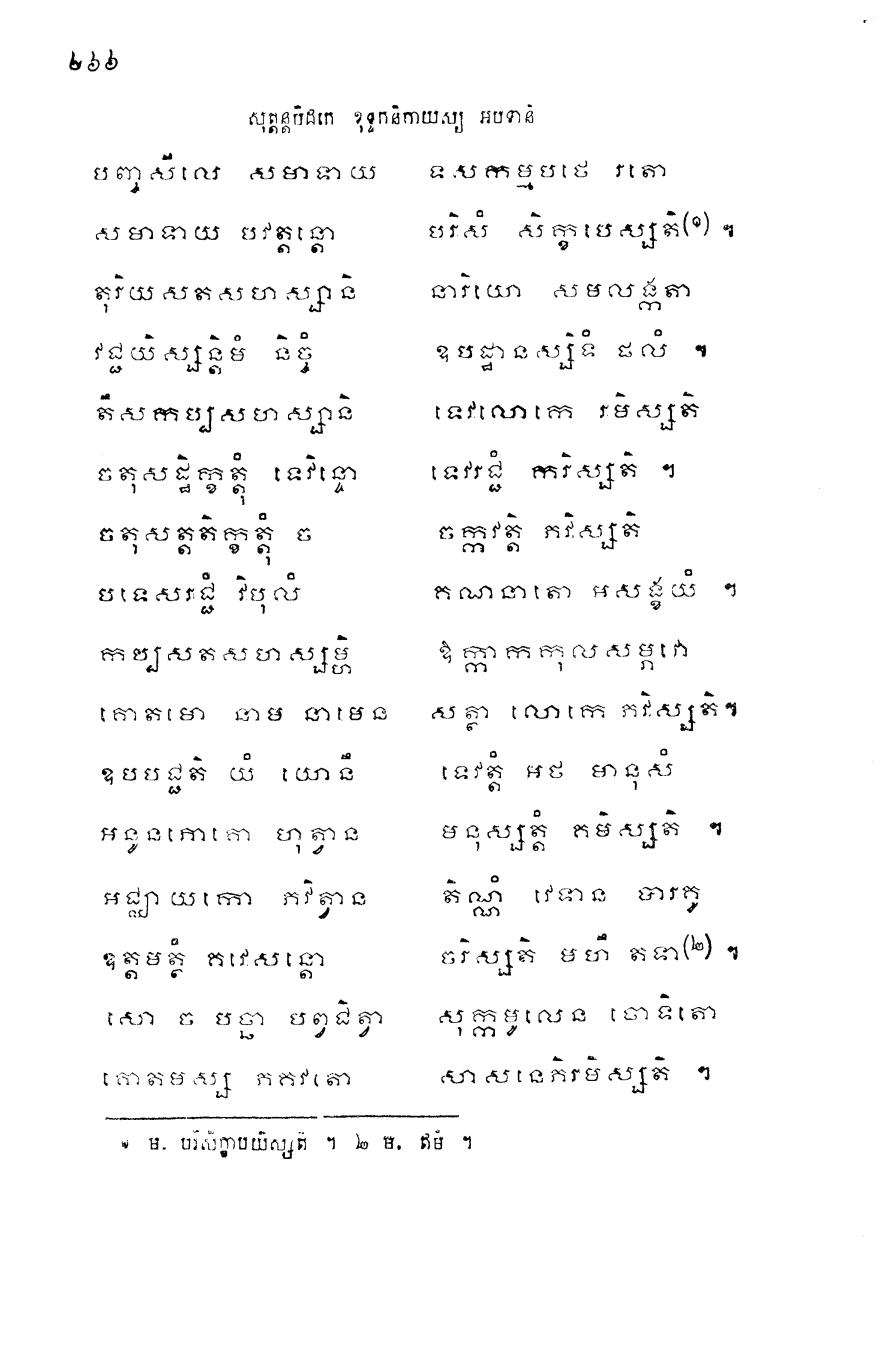 ២៦៦
សុត្តន្តបិដកេ ខុទ្ទកនិកាយស្ស អបទានំ
បញ្ចសីលេ សមាទាយ ទសកម្មបថេ រតោ
សមាទាយ បវត្តន្តោ បរិសំ សិក្ខបេស្សតិ(១) ។
តុរិយសតសហស្សានិ នារិយោ សមលង្កតា
វជ្ជយិស្សន្តិមំ និច្ចំ ឧបដ្ឋានស្សិទំ ផលំ ។
តឹសកប្បសហស្សានិ ទេវលោកេ រមិស្សតិ
ចតុសដ្ឋិក្ខត្តុំ ទេវិន្ទោ ទេវរជ្ជំ ករិស្សតិ ។
ចតុសត្តតិក្ខត្តុំ ច ចក្កវត្តិ ភវិស្សតិ
បទេសរជ្ជំ វិបុលំ គណនាតោ អសង្ខយំ ។
កប្បសតសហស្សម្ហិ ឱក្កាកកុលសម្ភវោ
គោតមោ នាម នាមេន សត្ថា លោកេ ភវិស្សតិ។
ឧបបជ្ជតិ យំ យោនឹ ទេវត្តំ អថ មានុសំ
អនូនភោគោ ហុត្វាន មនុស្សត្តំ គមិស្សតិ ។
អជ្ឈាយកោ ភវិត្វាន តិណ្ណំ វេទាន បារគូ
ឧត្តមត្ថំ គវេសន្តោ ចរិស្សតិ មហឹ តទា(២) ។
សោ ច បច្ឆា បព្វជិត្វា សុក្កមូលេន ចោទិតោ
គោតមស្ស ភគវតោ សាសនេភិរមិស្សតិ ។
១ ម. បរិសិក្ខាបយិស្សតិ ។ ២ ម. ឥមំ ។